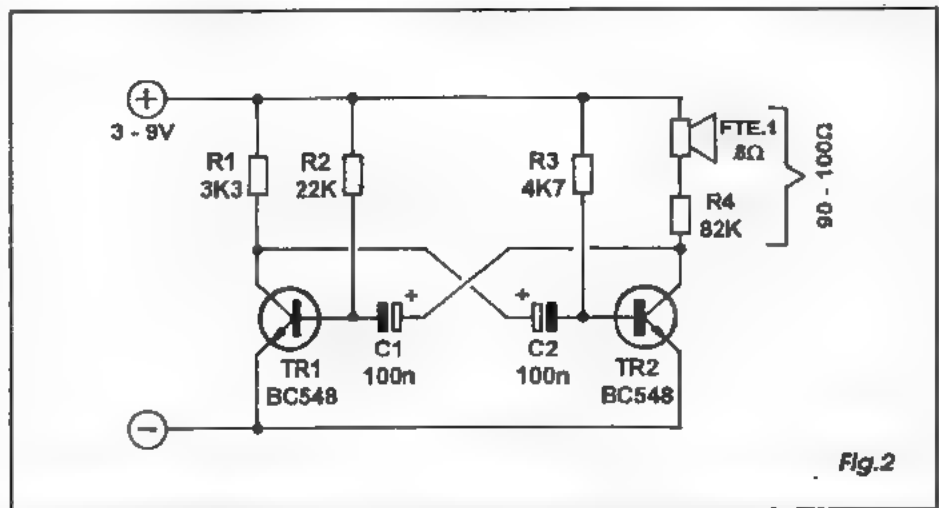 +
3 - 9V
R1
3K3
R2
22K
R3
4K7
FTE.1
8Ω
R4
82K
90 - 100Ω
+
C1
100n
+
C2
100n
TR1
BC548
TR2
BC548
−
Fig.2